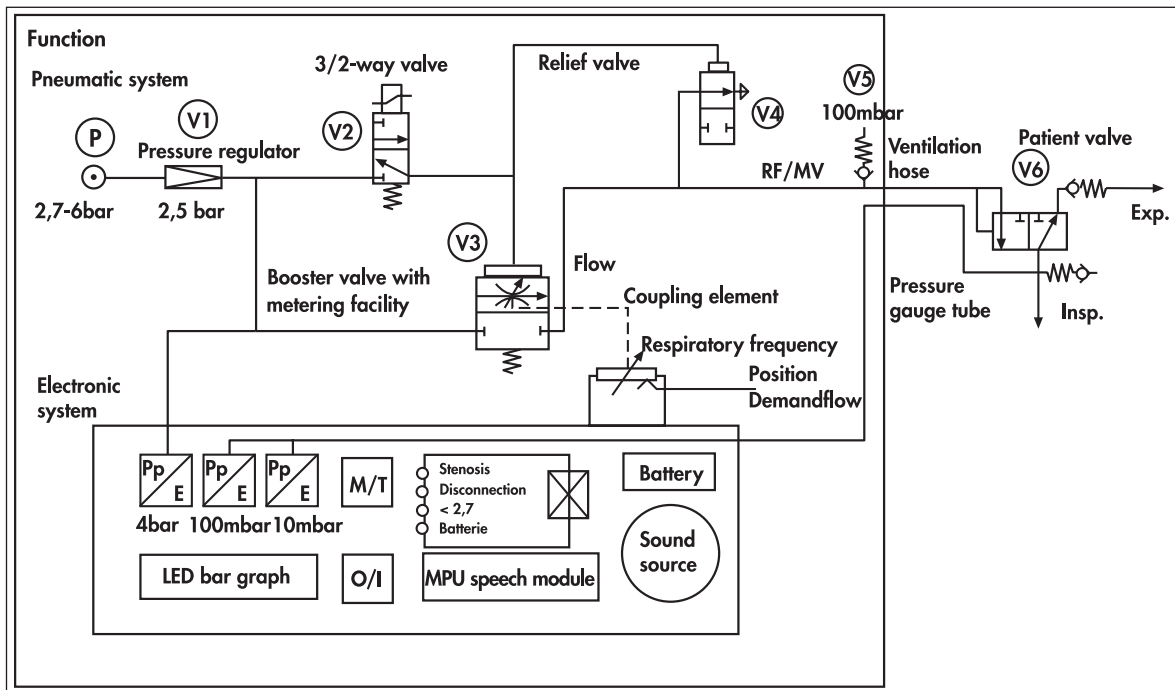 Function
Pneumatic system
3/2-way valve
Relief valve
P
V1
V2
V4
V5
100mbar
Pressure regulator
2,7-6bar
2,5 bar
RF/MV
Ventilation
hose
Patient valve
V6
Exp.
V3
Booster valve with
metering facility
Flow
Coupling element
Pressure
gauge tube
Insp.
Respiratory frequency
Position
Demandflow
Electronic
system
Pp
E
Pp
E
Pp
E
4bar
100mbar
10mbar
M/T
Stenosis
Disconnection
< 2,7
Batterie
Battery
Sound
source
LED bar graph
O/I
MPU speech module